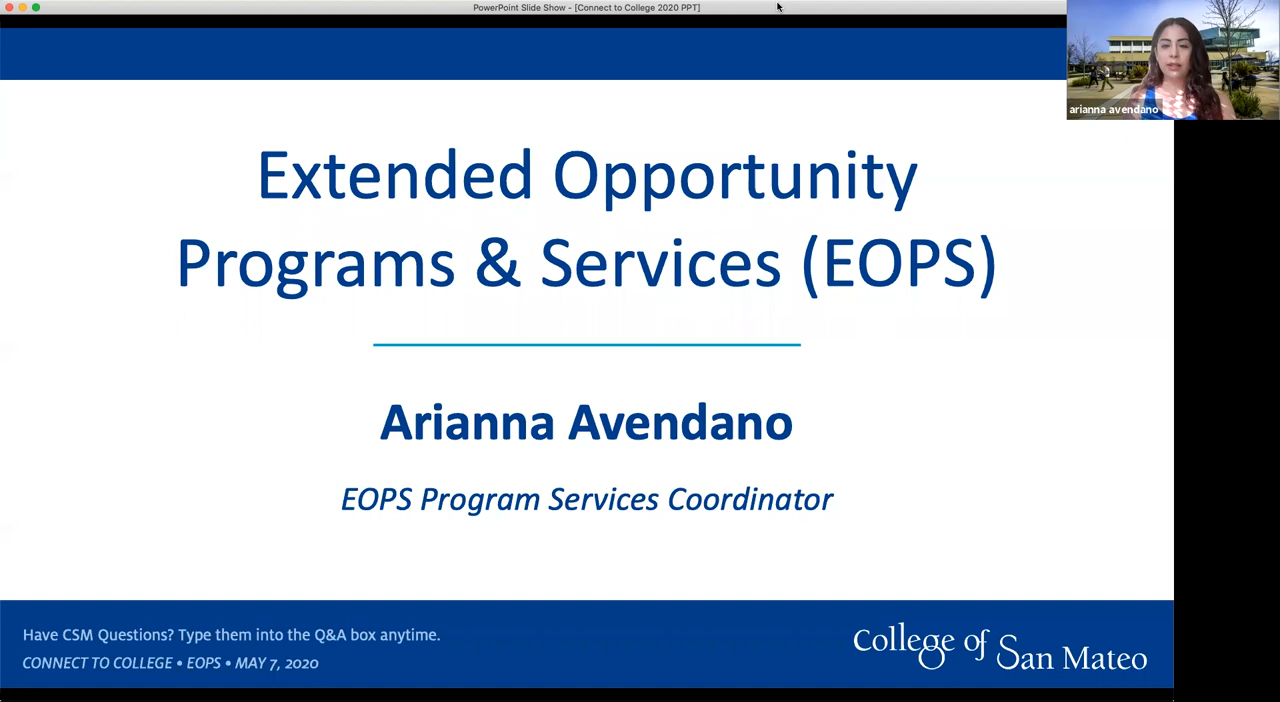 PowerPoint Slide Show - [Connect to College 2020 PPT]
arianna avendano
Extended Opportunity
Programs & Services (EOPS)
Arianna Avendano
EOPS Program Services Coordinator
Have CSM Questions? Type them into the Q&A box anytime.
CONNECT TO COLLEGE • EOPS • MAY 7, 2020
College of San Mateo